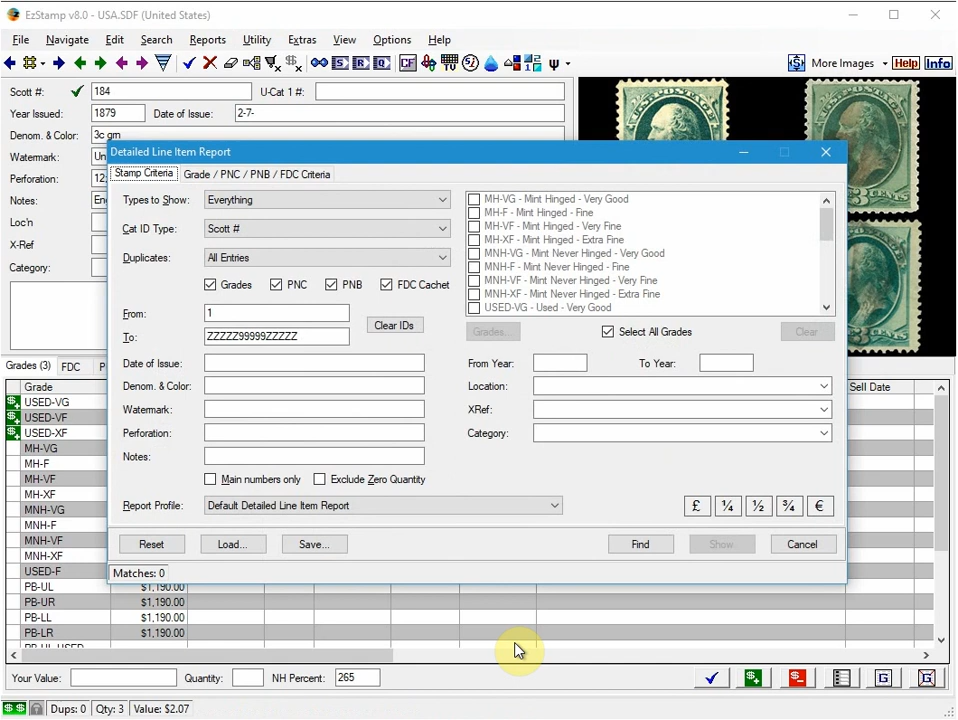 EzStamp v8.0 - USA.SDF (United States)
File Navigate Edit Search Reports Utility Extras View Options Help
S R Q CF TV More Images Help Info
Scott #: 184 U-Cat 1 #:
Year Issued: 1879 Date of Issue: 2-7-
Denom. & Color: 3c gm
Watermark: Un
Perforation: 12,
Notes: En
Loc'n
X-Ref
Category:
Detailed Line Item Report
Stamp Criteria Grade / PNC / PNB / FDC Criteria
Types to Show: Everything
Cat ID Type: Scott #
Duplicates: All Entries
Grades PNC PNB FDC Cachet
From: 1
To: ZZZZZ99999ZZZZZ
Clear IDs
Date of Issue:
Denom. & Color:
Watermark:
Perforation:
Notes:
Main numbers only Exclude Zero Quantity
Report Profile: Default Detailed Line Item Report
MH-VG - Mint Hinged - Very Good
MH-F - Mint Hinged - Fine
MH-VF - Mint Hinged - Very Fine
MH-XF - Mint Hinged - Extra Fine
MNH-VG - Mint Never Hinged - Very Good
MNH-F - Mint Never Hinged - Fine
MNH-VF - Mint Never Hinged - Very Fine
MNH-XF - Mint Never Hinged - Extra Fine
USED-VG - Used - Very Good
Grades... Select All Grades Clear
From Year: To Year:
Location:
XRef:
Category:
£ ¼ ½ ¾ €
Reset Load... Save... Find Show... Cancel
Matches: 0
Grades (3) FDC P
Grade Sell Date
USED-VG
USED-VF
USED-XF
MH-VG
MH-F
MH-VF
MH-XF
MNH-VG
MNH-F
MNH-VF
MNH-XF
USED-F
PB-UL $1,190.00
PB-UR $1,190.00
PB-LL $1,190.00
PB-LR $1,190.00
PB-UL-USED
Your Value: Quantity: NH Percent: 265
G G
$ $ Dups: 0 Qty: 3 Value: $2.07